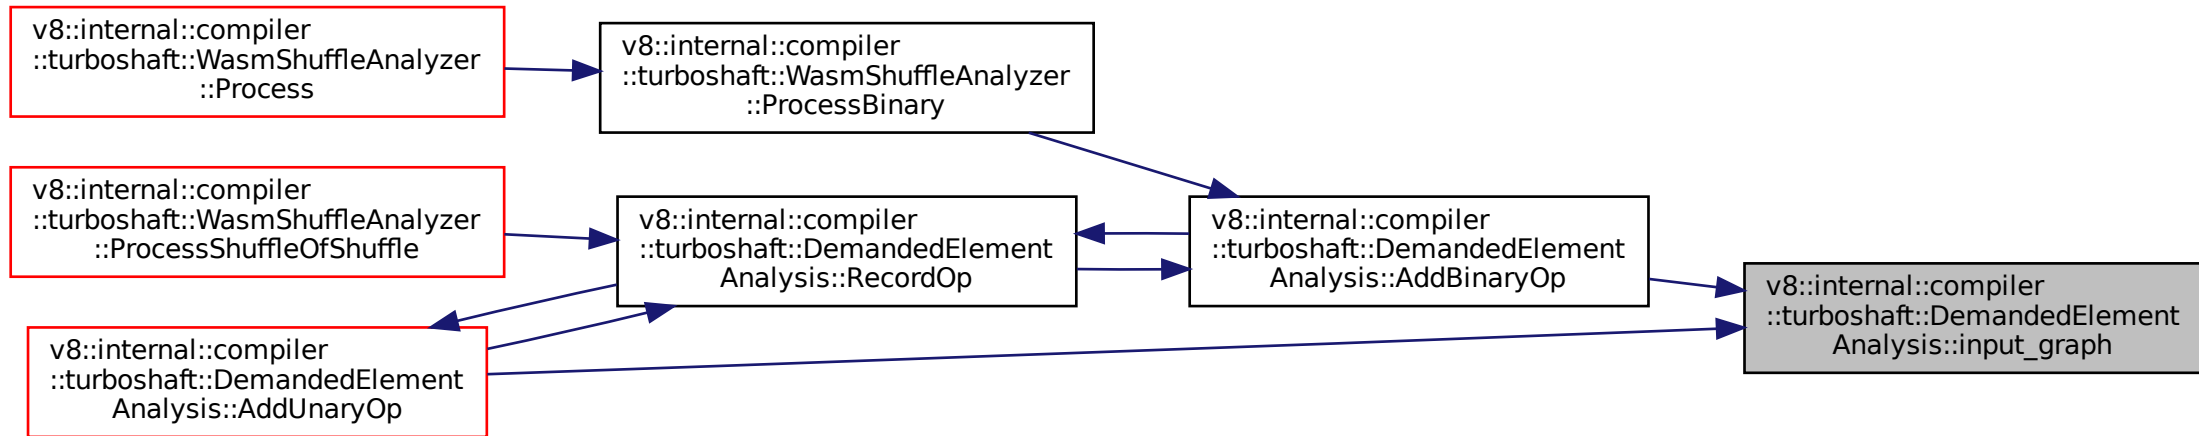 v8::internal::compiler
::turboshaft::WasmShuffleAnalyzer
::Process
v8::internal::compiler
::turboshaft::WasmShuffleAnalyzer
::ProcessBinary
v8::internal::compiler
::turboshaft::WasmShuffleAnalyzer
::ProcessShuffleOfShuffle
v8::internal::compiler
::turboshaft::DemandedElement
Analysis::RecordOp
v8::internal::compiler
::turboshaft::DemandedElement
Analysis::AddBinaryOp
v8::internal::compiler
::turboshaft::DemandedElement
Analysis::input_graph
v8::internal::compiler
::turboshaft::DemandedElement
Analysis::AddUnaryOp